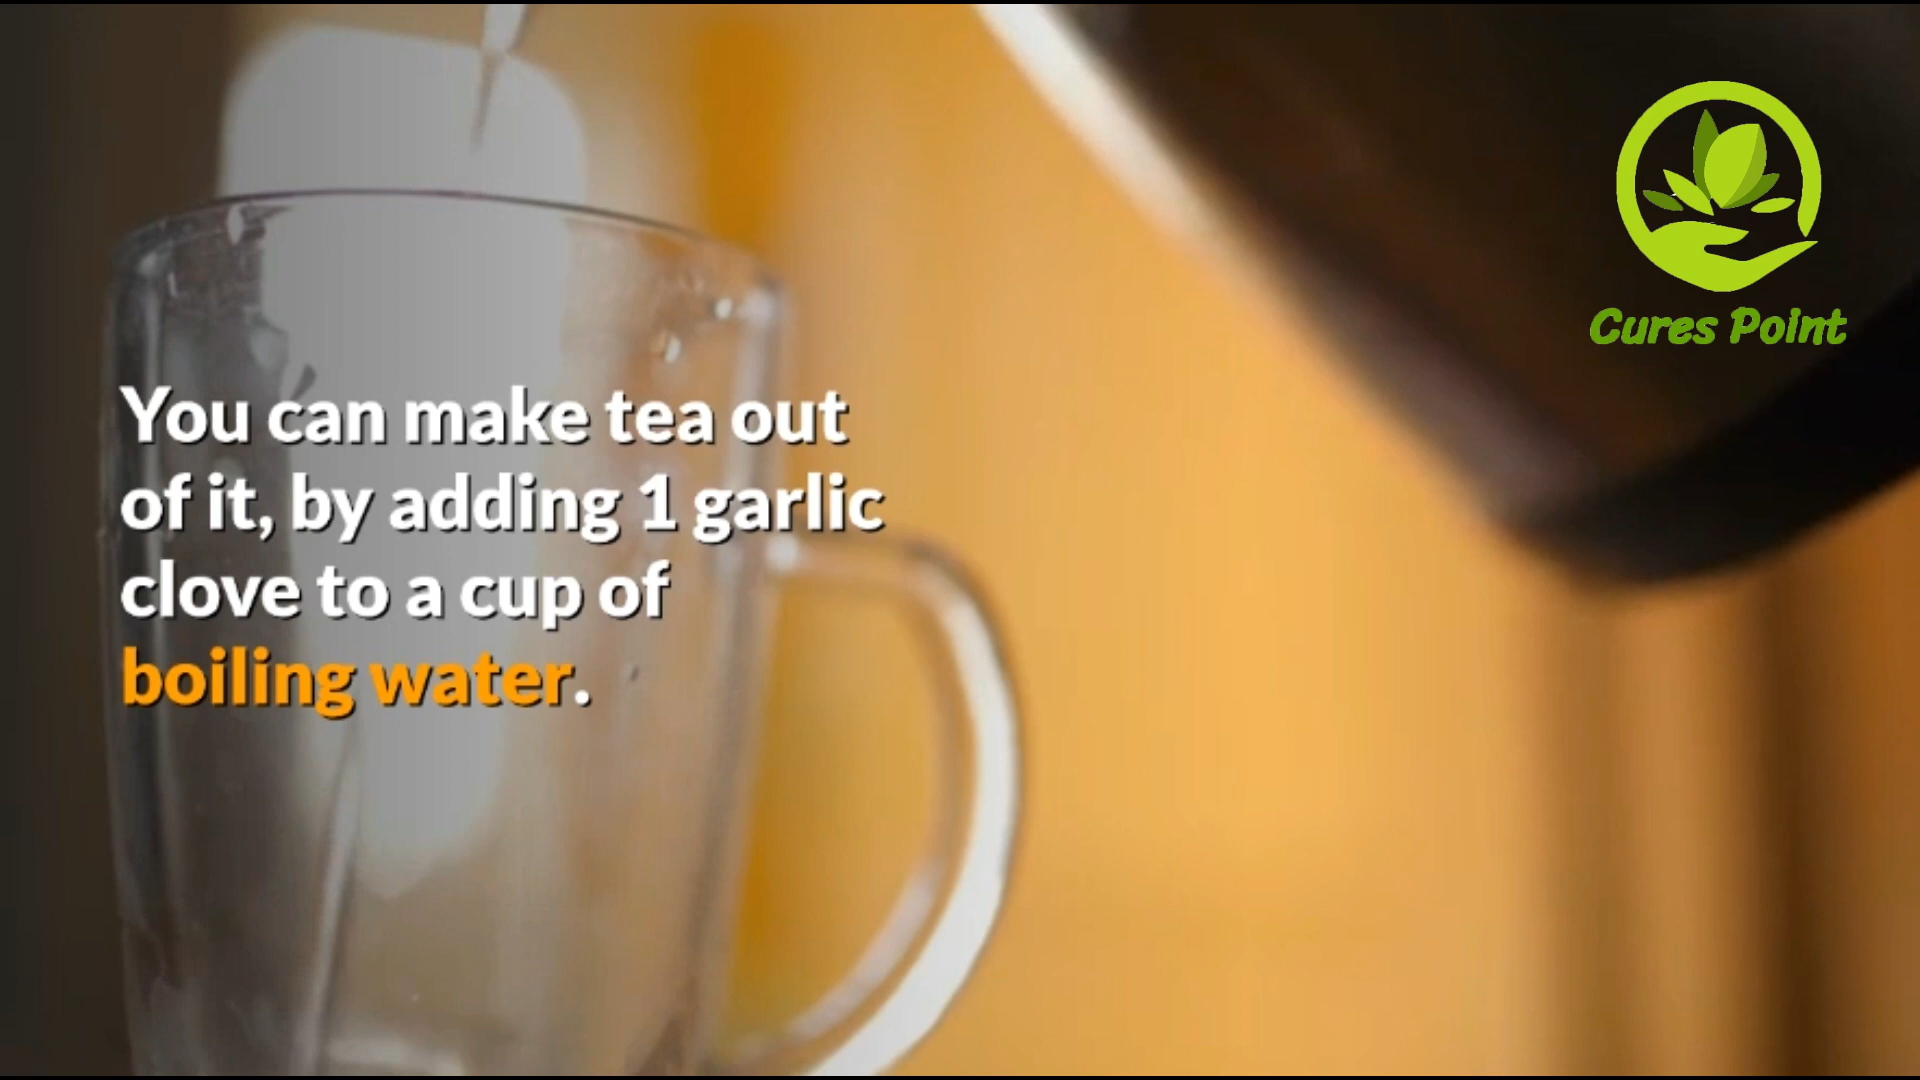 Cures Point
You can make tea out
of it, by adding 1 garlic
clove to a cup of
boiling water.